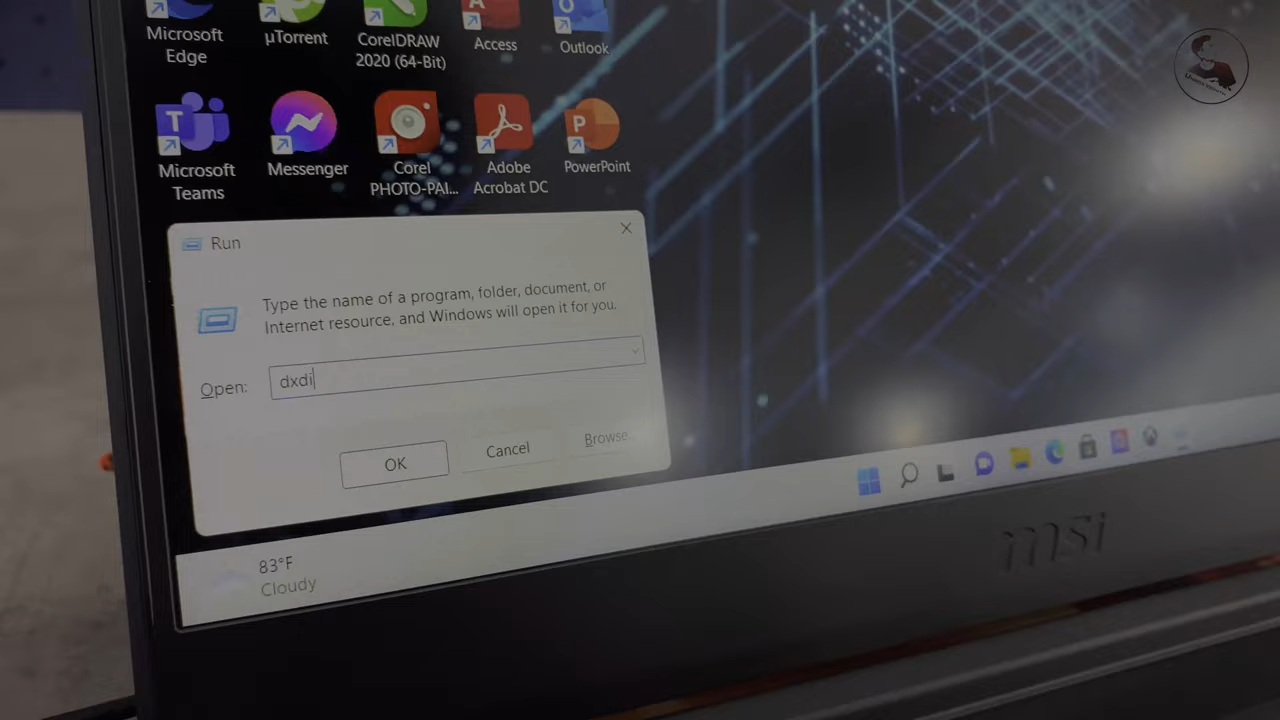 Microsoft
Edge
µTorrent
CorelDRAW
2020 (64-Bit)
Access
Outlook
Microsoft
Teams
Messenger
Corel
PHOTO-PAI...
Adobe
Acrobat DC
PowerPoint
Run
Type the name of a program, folder, document, or
Internet resource, and Windows will open it for you.
Open:
dxdi
OK
Cancel
Browse
83°F
Cloudy
msi